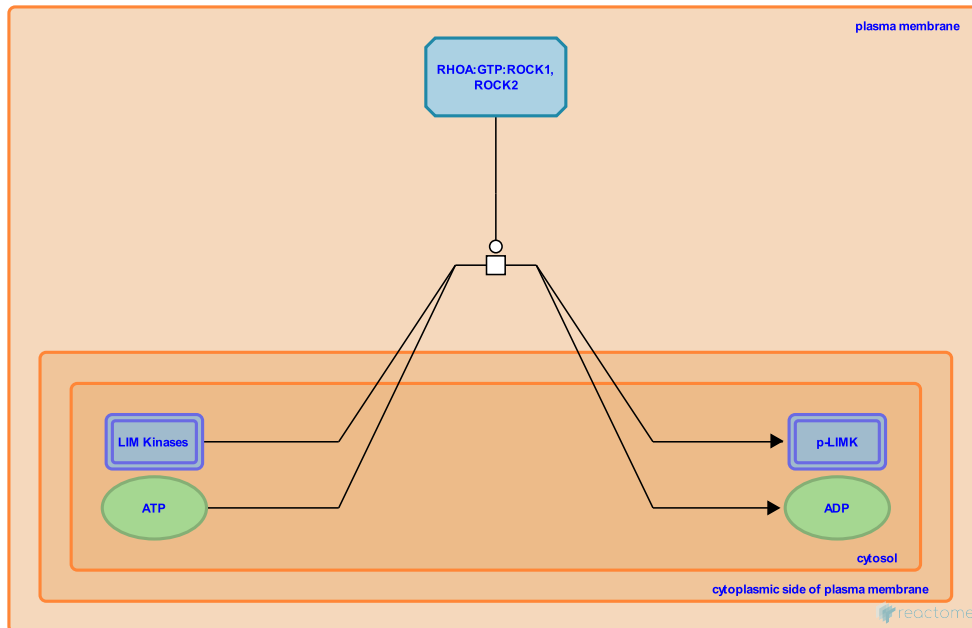 plasma membrane
RHOA:GTP:ROCK1,
ROCK2
LIM Kinases
p-LIMK
ATP
ADP
cytosol
cytoplasmic side of plasma membrane
reactome